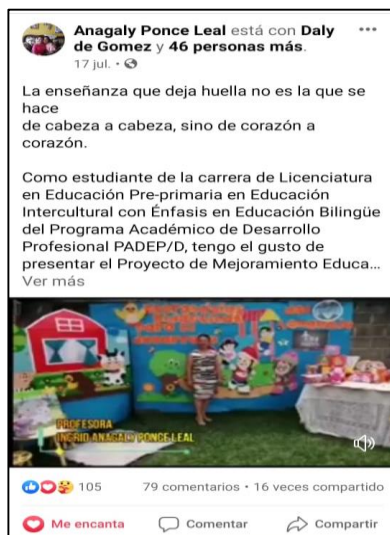 Anagaly Ponce Leal está con Daly
de Gomez y 46 personas más.
17 jul.
La enseñanza que deja huella no es la que se
hace
de cabeza a cabeza, sino de corazón a
corazón.
Como estudiante de la carrera de Licenciatura
en Educación Pre-primaria en Educación
Intercultural con Énfasis en Educación Bilingüe
del Programa Académico de Desarrollo
Profesional PADEP/D, tengo el gusto de
presentar el Proyecto de Mejoramiento Educa...
Ver más
PROFESORA
INGRID ANAGALY PONCE LEAL
105 79 comentarios • 16 veces compartido
Me encanta Comentar Compartir